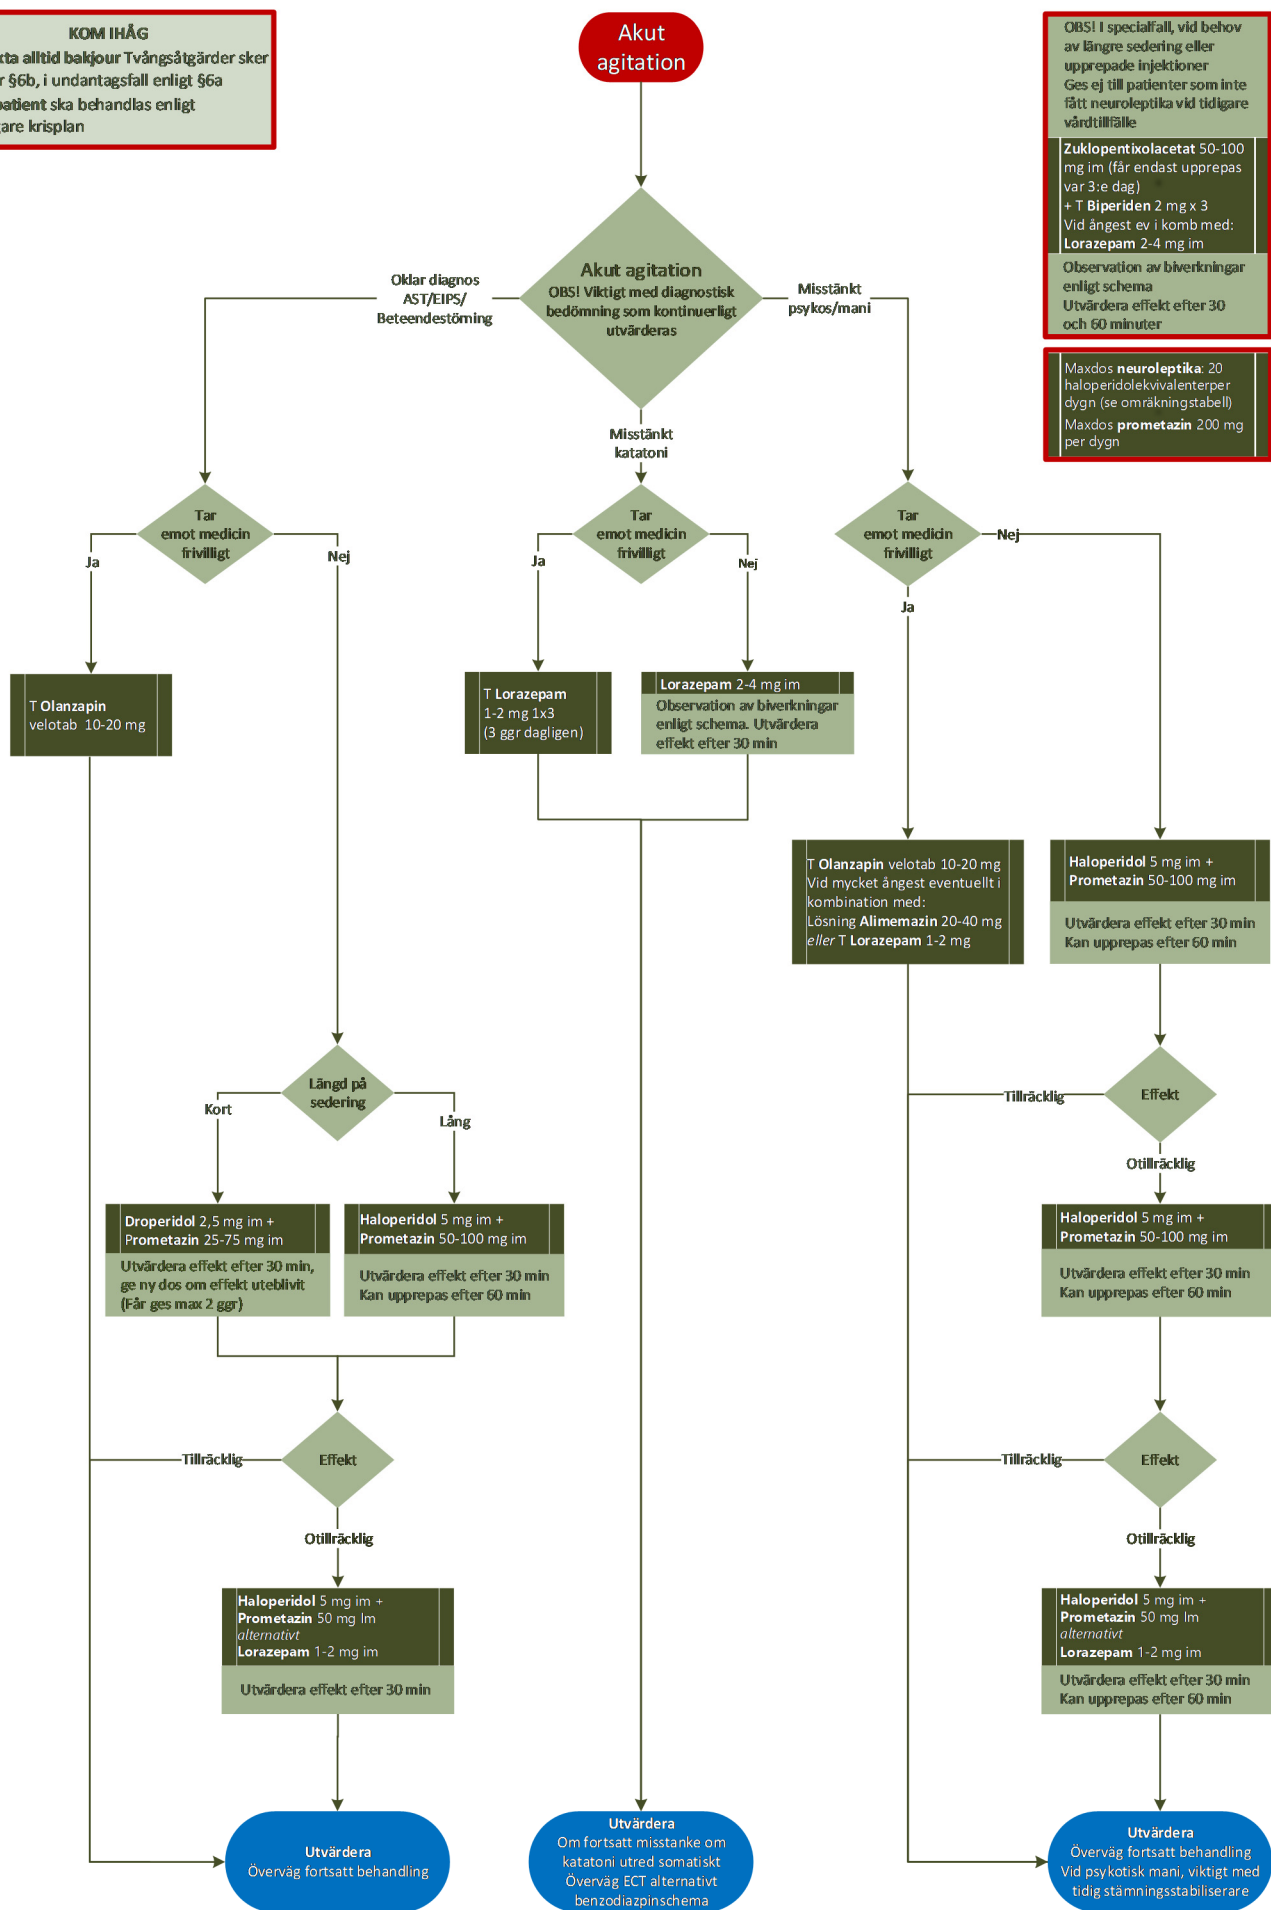 KOM IHÅG
kta alltid bakjour Tvångsåtgärder sker
r §6b, i undantagsfall enligt §6a
patient ska behandlas enligt
are krisplan
Akut
agitation
OBS! I specialfall, vid behov
av längre sedering eller
upprepade injektioner
Ges ej till patienter som inte
fått neuroleptika vid tidigare
vårdtillfälle
Zuklopentixolacetat 50-100
mg im (får endast upprepas
var 3:e dag)
+ T Biperiden 2 mg x 3
Vid ångest ev i komb med:
Lorazepam 2-4 mg im
Observation av biverkningar
enligt schema
Utvärdera effekt efter 30
och 60 minuter
Maxdos neuroleptika: 20
haloperidolekvivalenterper
dygn (se omräkningstabell)
Maxdos prometazin 200 mg
per dygn
Akut agitation
OBS! Viktigt med diagnostisk
bedömning som kontinuerligt
utvärderas
Oklar diagnos
AST/EIPS/
Beteendestörning
Misstänkt
psykos/mani
Misstänkt
katatoni
Tar
emot medicin
frivilligt
Ja
Nej
Tar
emot medicin
frivilligt
Ja
Nej
Tar
emot medicin
frivilligt
Nej
Ja
T Olanzapin
velotab 10-20 mg
T Lorazepam
1-2 mg 1x3
(3 ggr dagligen)
Lorazepam 2-4 mg im
Observation av biverkningar
enligt schema. Utvärdera
effekt efter 30 min
T Olanzapin velotab 10-20 mg
Vid mycket ångest eventuellt i
kombination med:
Lösning Alimemazin 20-40 mg
eller T Lorazepam 1-2 mg
Haloperidol 5 mg im +
Prometazin 50-100 mg im
Utvärdera effekt efter 30 min
Kan upprepas efter 60 min
Längd på
sedering
Kort
Lång
Effekt
Tillräcklig
Otillräcklig
Droperidol 2,5 mg im +
Prometazin 25-75 mg im
Utvärdera effekt efter 30 min,
ge ny dos om effekt uteblivit
(Får ges max 2 ggr)
Haloperidol 5 mg im +
Prometazin 50-100 mg im
Utvärdera effekt efter 30 min
Kan upprepas efter 60 min
Haloperidol 5 mg im +
Prometazin 50-100 mg im
Utvärdera effekt efter 30 min
Kan upprepas efter 60 min
Tillräcklig
Effekt
Otillräcklig
Tillräcklig
Effekt
Otillräcklig
Haloperidol 5 mg im +
Prometazin 50 mg Im
alternativt
Lorazepam 1-2 mg im
Utvärdera effekt efter 30 min
Haloperidol 5 mg im +
Prometazin 50 mg Im
alternativt
Lorazepam 1-2 mg im
Utvärdera effekt efter 30 min
Kan upprepas efter 60 min
Utvärdera
Överväg fortsatt behandling
Utvärdera
Om fortsatt misstanke om
katatoni utred somatiskt
Överväg ECT alternativt
benzodiazpinschema
Utvärdera
Överväg fortsatt behandling
Vid psykotisk mani, viktigt med
tidig stämningsstabiliserare